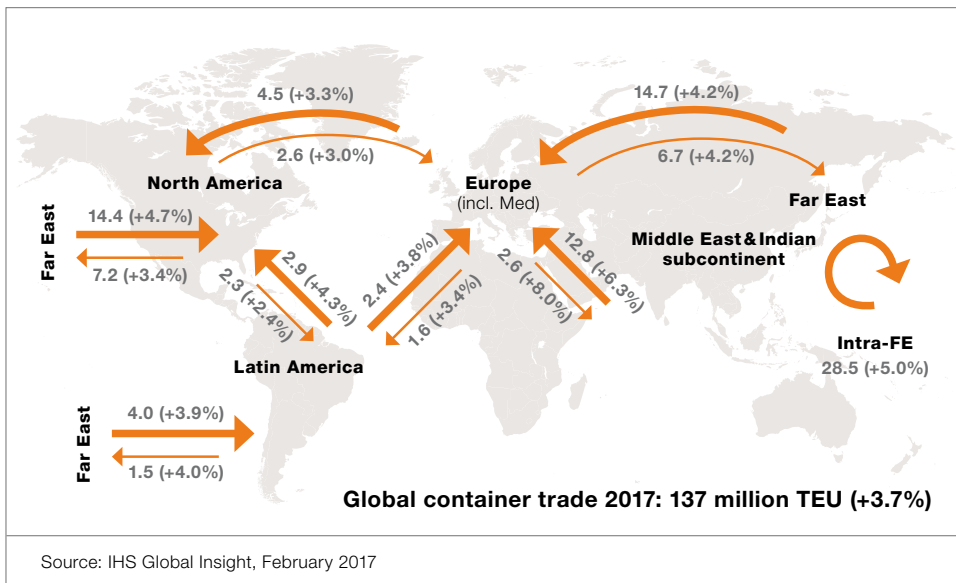 4.5 (+3.3%)
14.7 (+4.2%)
2.6 (+3.0%)
6.7 (+4.2%)
North America
Europe
(incl. Med)
Far East
Far East
14.4 (+4.7%)
7.2 (+3.4%)
Middle East & Indian
subcontinent
2.9 (+4.3%)
2.3 (+2.4%)
2.4 (+3.8%)
1.6 (+3.4%)
12.8 (+6.3%)
2.6 (+8.0%)
Latin America
Intra-FE
28.5 (+5.0%)
Far East
4.0 (+3.9%)
1.5 (+4.0%)
Global container trade 2017: 137 million TEU (+3.7%)
Source: IHS Global Insight, February 2017